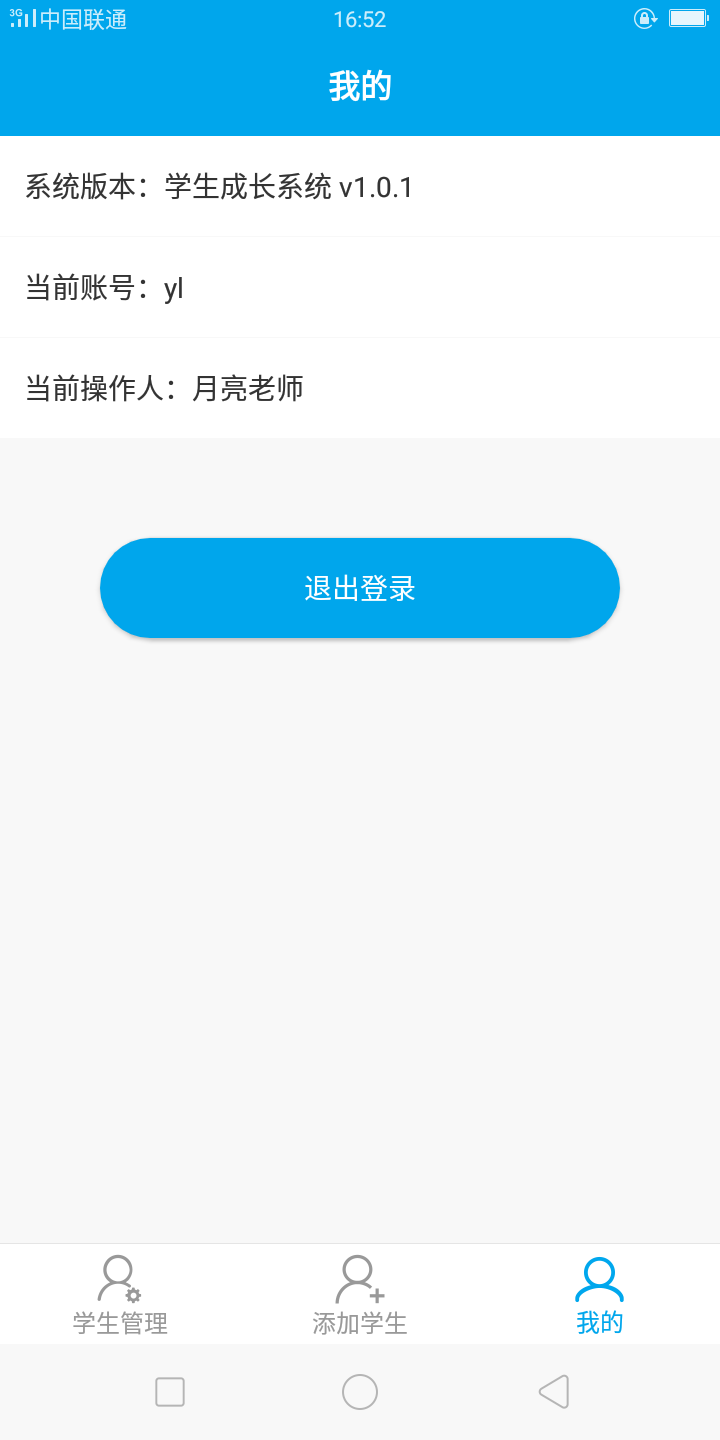 3G 中国联通 16:52
我的
系统版本：学生成长系统 v1.0.1
当前账号：yl
当前操作人：月亮老师
退出登录
学生管理 添加学生 我的